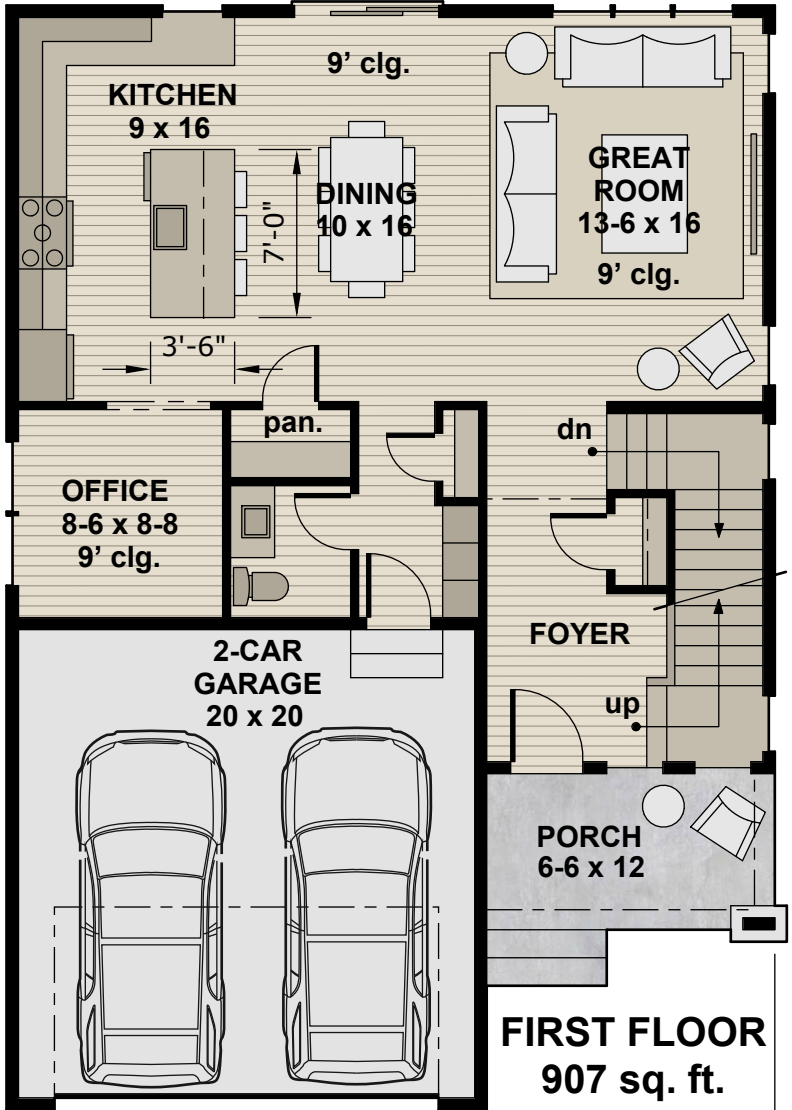 9’ clg.
KITCHEN
9 x 16
DINING
10 x 16
GREAT
ROOM
13-6 x 16
9’ clg.
7'-0"
3'-6"
pan.
dn
OFFICE
8-6 x 8-8
9’ clg.
FOYER
up
2-CAR
GARAGE
20 x 20
PORCH
6-6 x 12
FIRST FLOOR
907 sq. ft.